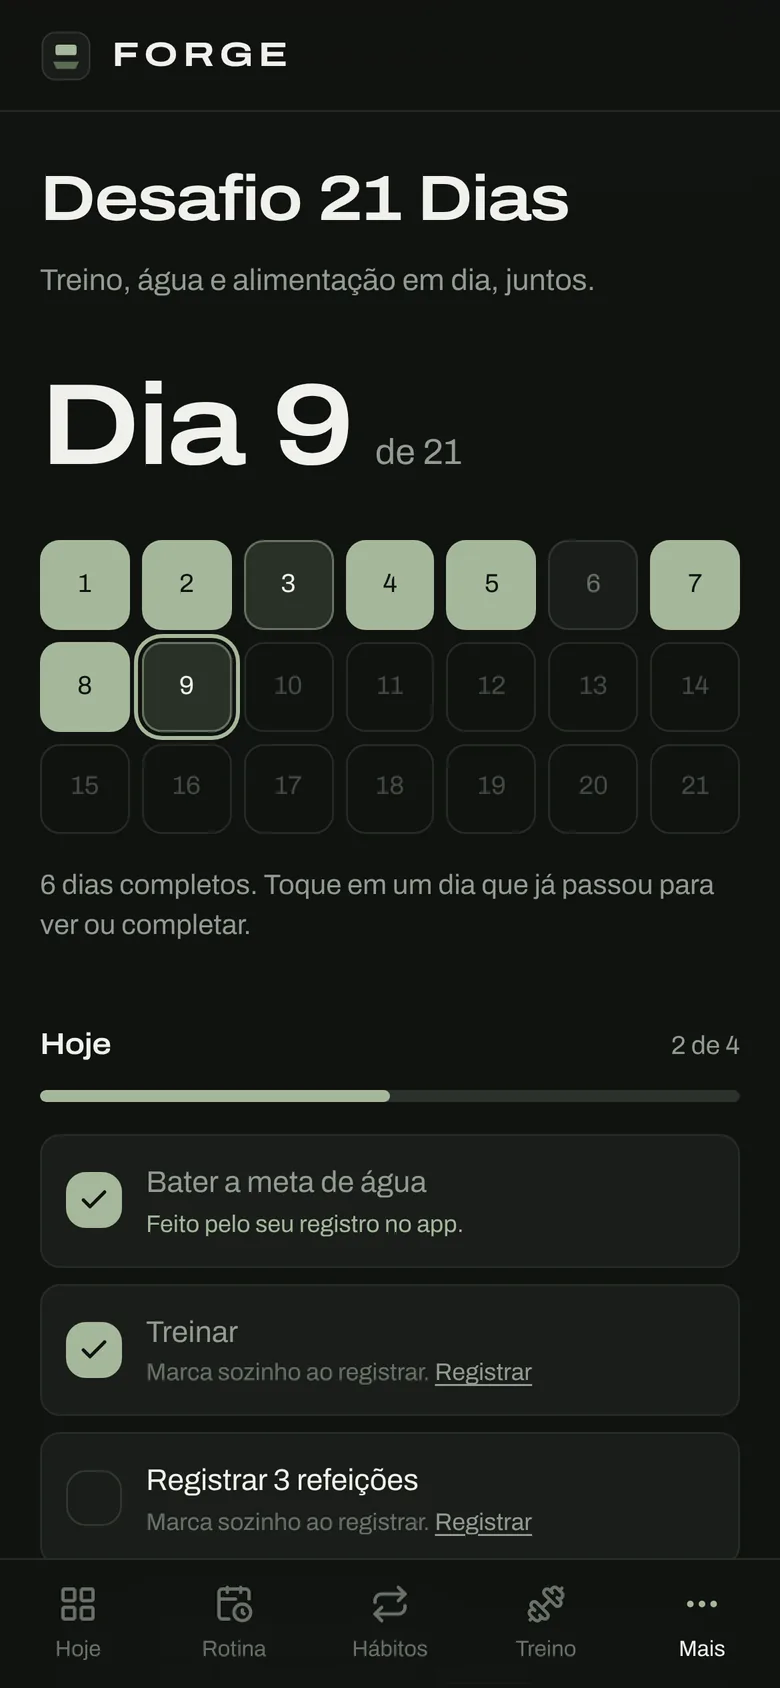 FORGE
Desafio 21 Dias
Treino, água e alimentação em dia, juntos.
Dia 9 de 21
1 2 3 4 5 6 7
8 9 10 11 12 13 14
15 16 17 18 19 20 21
6 dias completos. Toque em um dia que já passou para
ver ou completar.
Hoje 2 de 4
Bater a meta de água
Feito pelo seu registro no app.
Treinar
Marca sozinho ao registrar. Registrar
Registrar 3 refeições
Marca sozinho ao registrar. Registrar
Hoje Rotina Hábitos Treino Mais